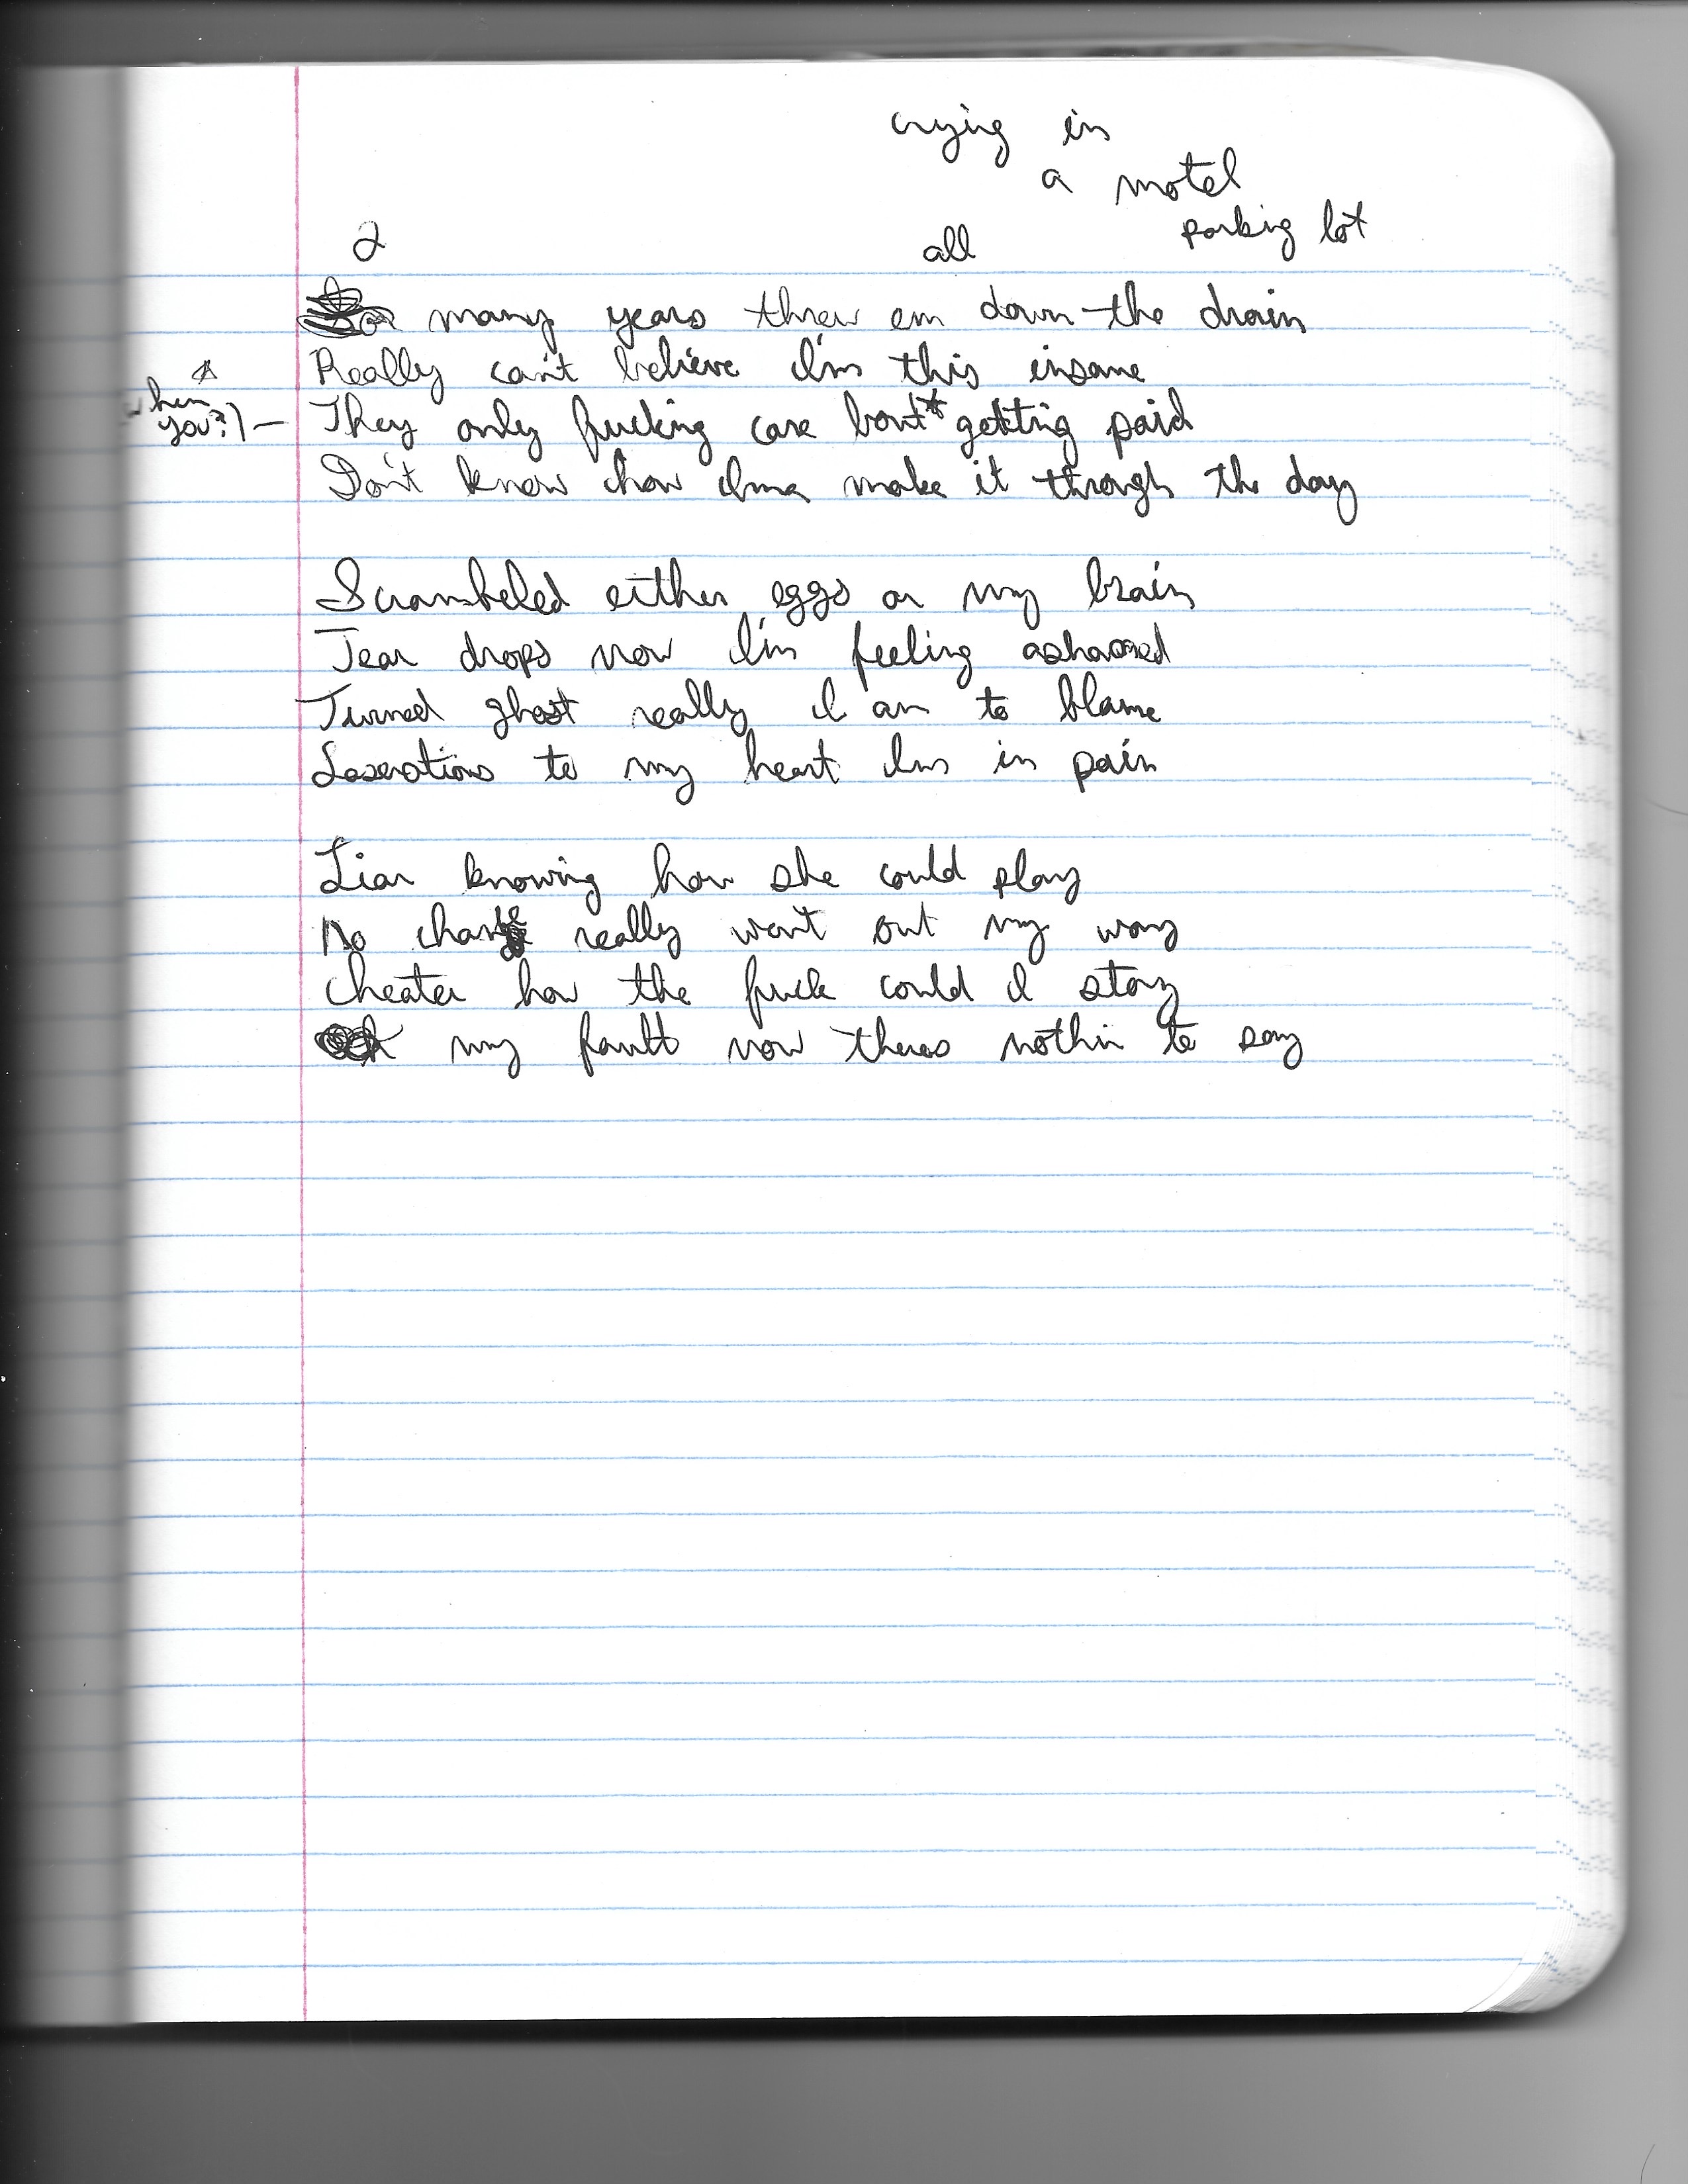 crying in
a motel
parking lot
2 all
many years threw em down the drain
Really can't believe I'm this insane
when
you?) — They only fucking care bout* getting paid
Don't know how Ima make it through the day
Scrambeled either eggs or my brain
Tear drops now I'm feeling ashamed
Turned ghost really I am to blame
Laserations to my heart Im in pain
Liar knowing how she could play
No change really went out my way
Cheater how the fuck could I stay
my fault now theres nothin to say